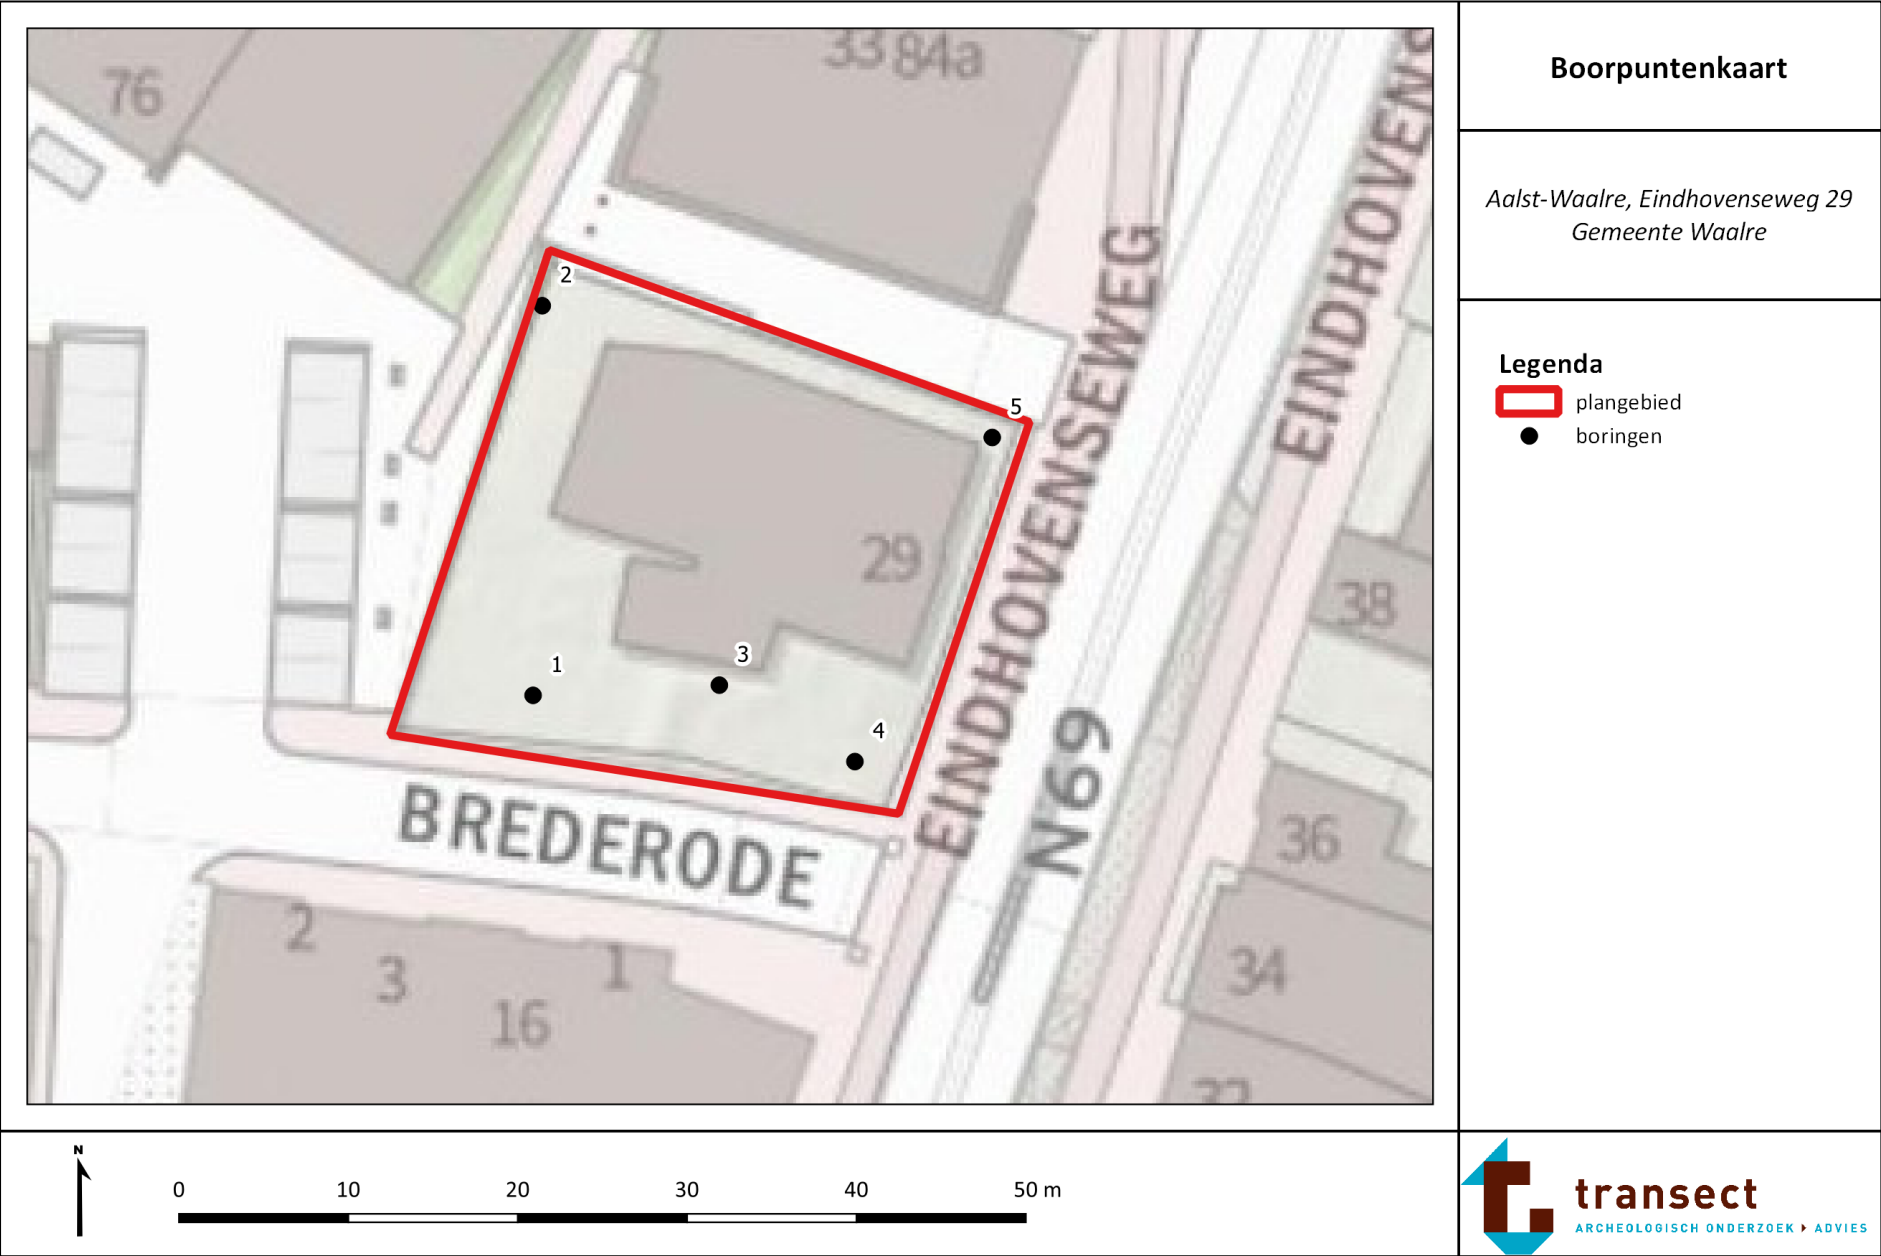 Boorpuntenkaart
Aalst-Waalre, Eindhovenseweg 29
Gemeente Waalre
Legenda
plangebied
boringen
76
33 84a
2
5
29
1
3
4
EINDHOVENSEWEG
EINDHOVENS
N69
BREDERODE
38
36
34
2
3
1
16
N
0
10
20
30
40
50 m
transect
ARCHEOLOGISCH ONDERZOEK ADVIES